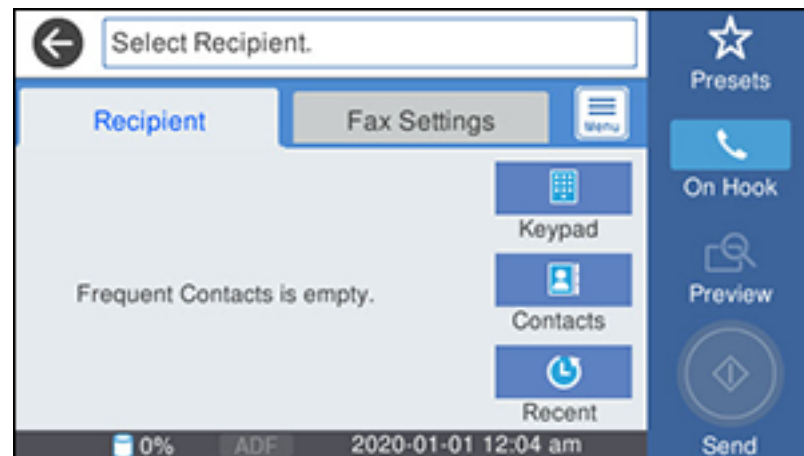 Select Recipient.
Presets
Recipient
Fax Settings
Menu
On Hook
Keypad
Frequent Contacts is empty.
Contacts
Preview
Recent
0%
ADF
2020-01-01 12:04 am
Send